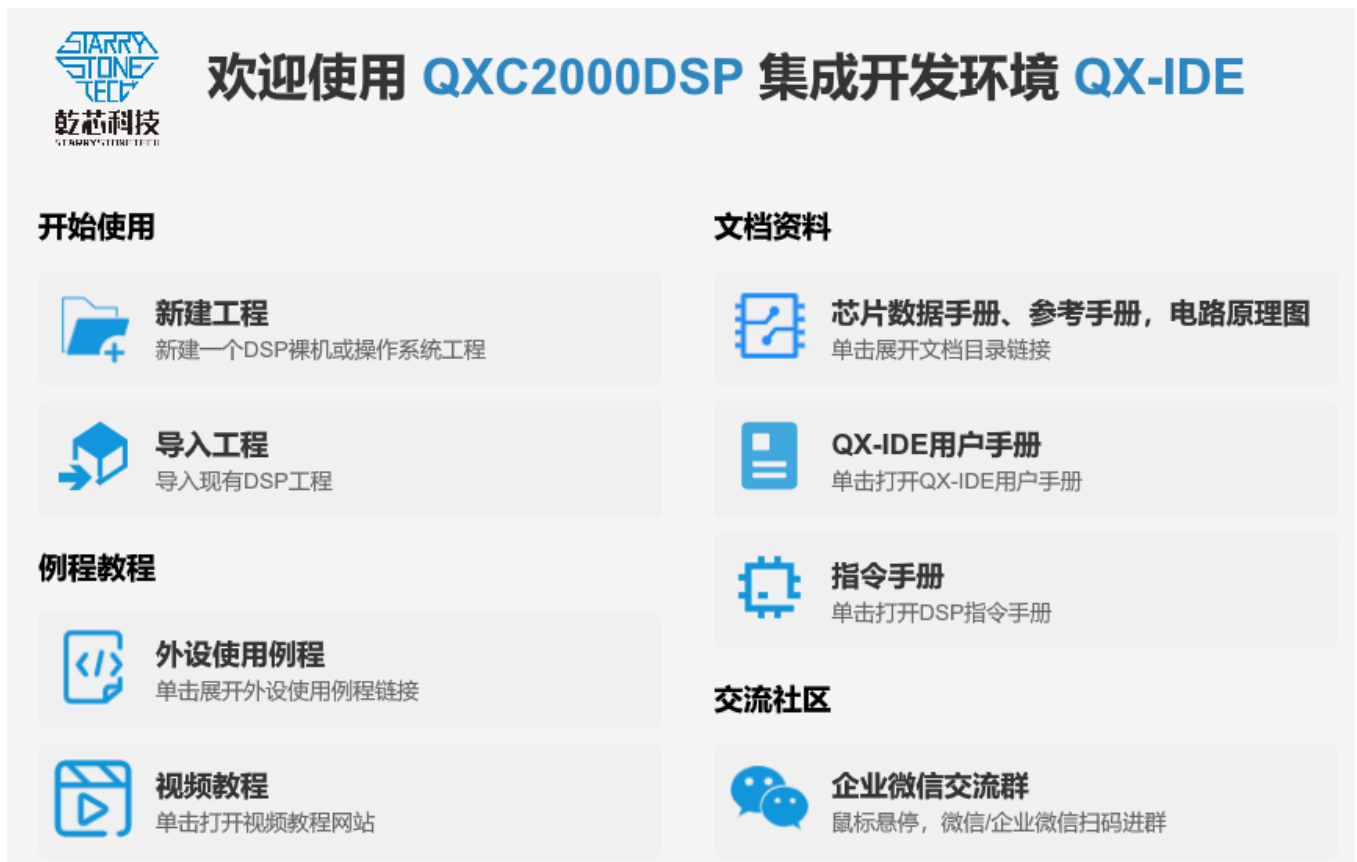 STARRY
STONE
TECH
乾芯科技
STARRYSTONETECH
欢迎使用 QXC2000DSP 集成开发环境 QX-IDE
开始使用
新建工程
新建一个DSP裸机或操作系统工程
导入工程
导入现有DSP工程
例程教程
外设使用例程
单击展开外设使用例程链接
视频教程
单击打开视频教程网站
文档资料
芯片数据手册、参考手册，电路原理图
单击展开文档目录链接
QX-IDE用户手册
单击打开QX-IDE用户手册
指令手册
单击打开DSP指令手册
交流社区
企业微信交流群
鼠标悬停，微信/企业微信扫码进群